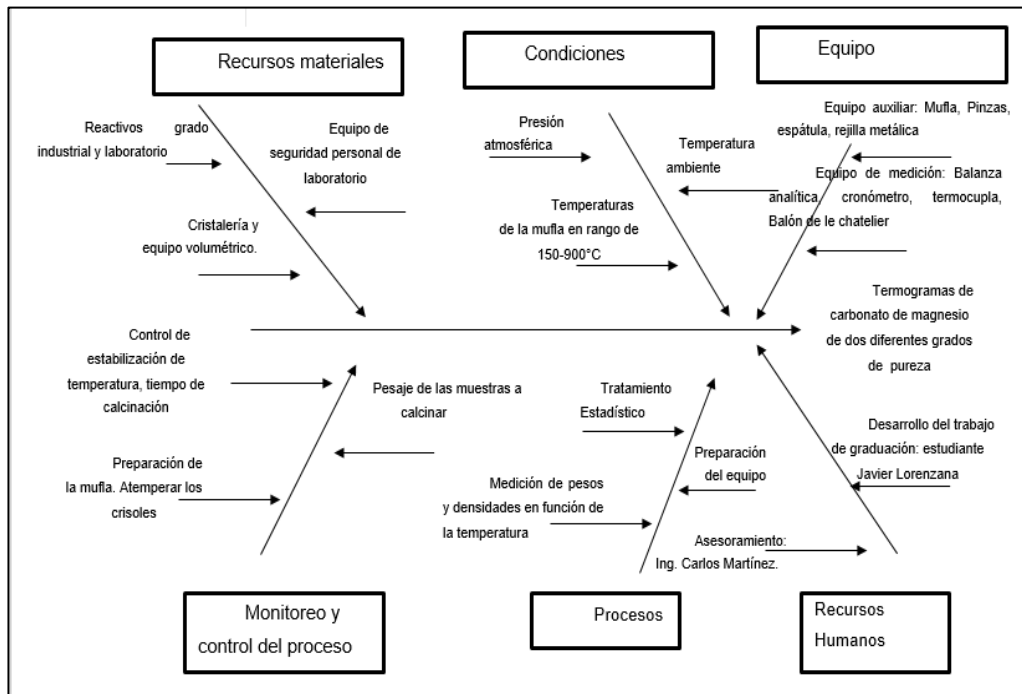 Recursos materiales
Condiciones
Equipo
Reactivos grado
industrial y laboratorio
Equipo de
seguridad personal de
laboratorio
Cristalería y
equipo volumétrico.
Presión
atmosférica
Temperatura
ambiente
Temperaturas
de la mufla en rango de
150-900°C
Equipo auxiliar: Mufla, Pinzas,
espátula, rejilla metálica
Equipo de medición: Balanza
analítica, cronómetro, termocupla,
Balón de le chatelier
Termogramas de
carbonato de magnesio
de dos diferentes grados
de pureza
Control de
estabilización de
temperatura, tiempo de
calcinación
Pesaje de las muestras a
calcinar
Preparación de
la mufla. Atemperar los
crisoles
Tratamiento
Estadístico
Preparación
del equipo
Medición de pesos
y densidades en función de
la temperatura
Desarrollo del trabajo
de graduación: estudiante
Javier Lorenzana
Asesoramiento:
Ing. Carlos Martínez.
Monitoreo y
control del proceso
Procesos
Recursos
Humanos